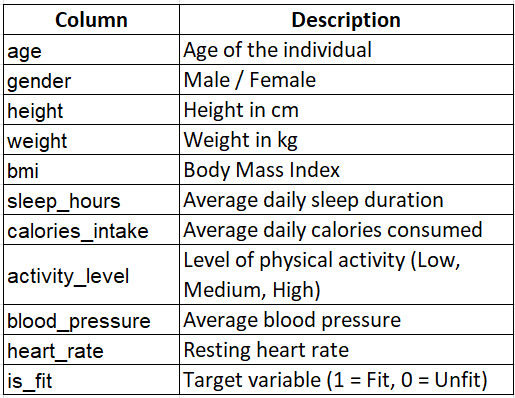 Column Description
age Age of the individual
gender Male / Female
height Height in cm
weight Weight in kg
bmi Body Mass Index
sleep_hours Average daily sleep duration
calories_intake Average daily calories consumed
activity_level Level of physical activity (Low,
Medium, High)
blood_pressure Average blood pressure
heart_rate Resting heart rate
is_fit Target variable (1 = Fit, 0 = Unfit)